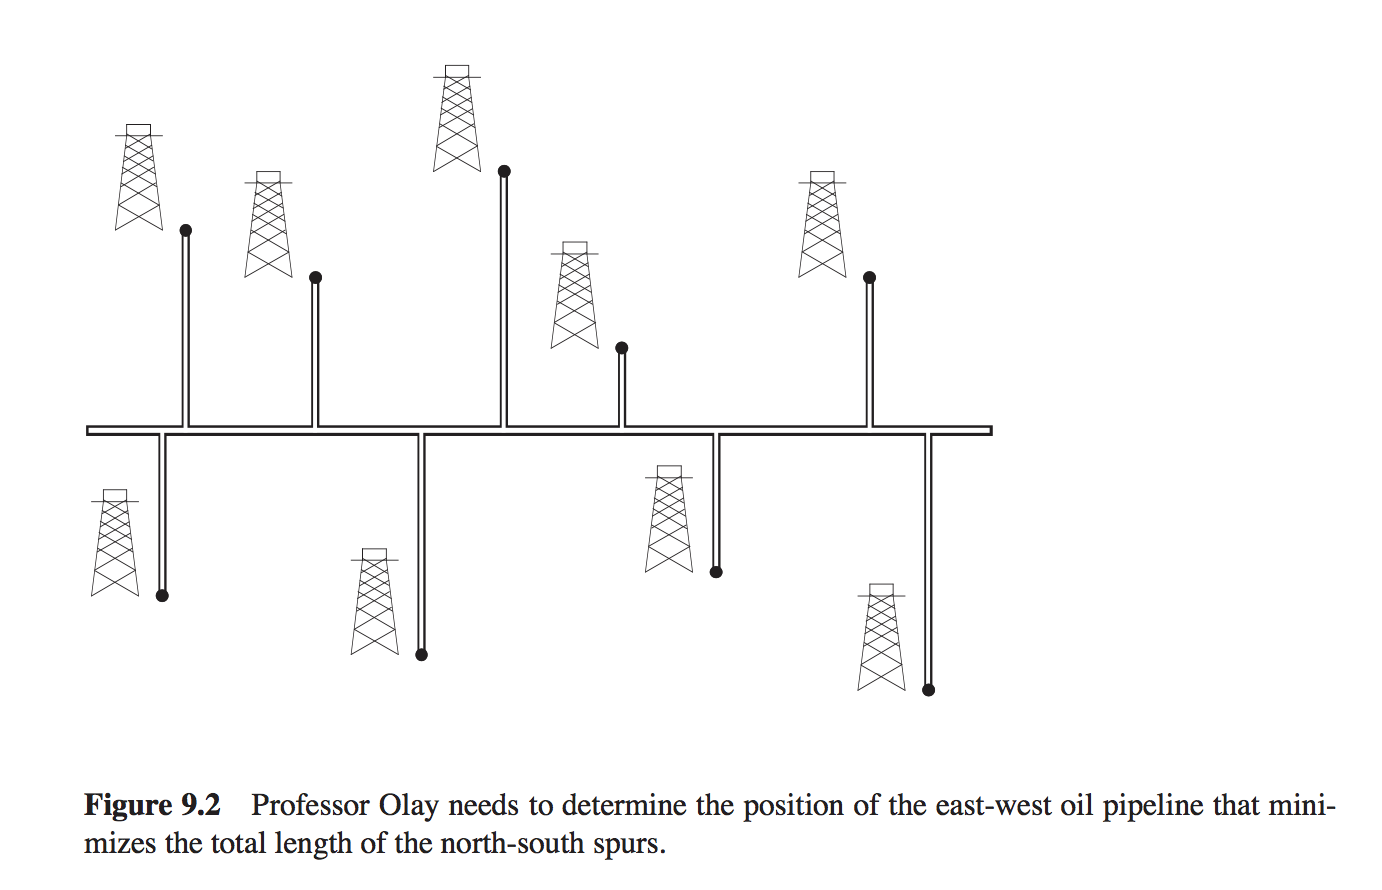 Figure 9.2 Professor Olay needs to determine the position of the east-west oil pipeline that mini-
mizes the total length of the north-south spurs.